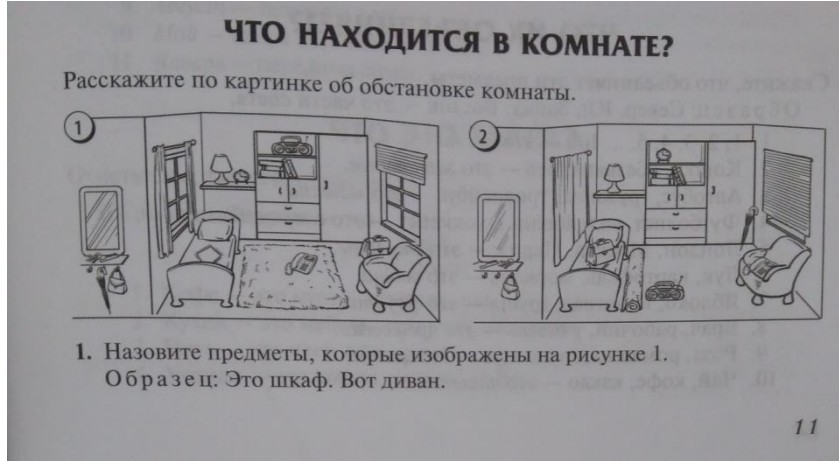 ЧТО НАХОДИТСЯ В КОМНАТЕ?
Расскажите по картинке об обстановке комнаты.
1
2
1. Назовите предметы, которые изображены на рисунке 1.
Образец: Это шкаф. Вот диван.
11